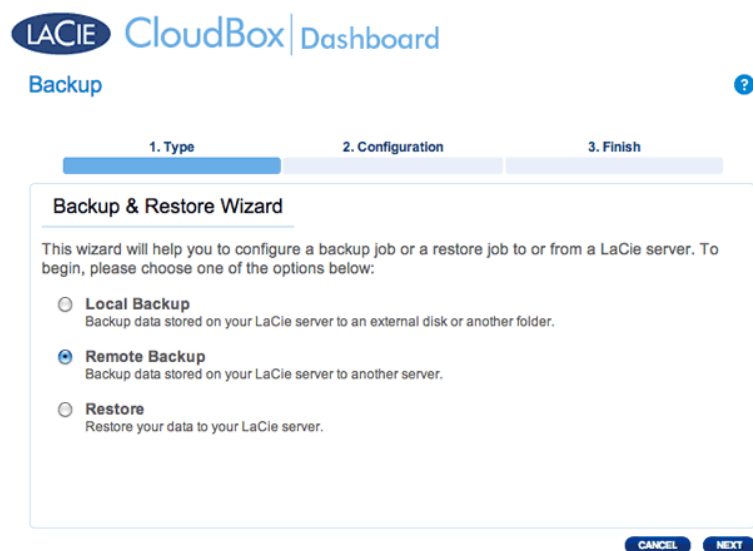 LACIE CloudBox Dashboard
Backup
?
1. Type 2. Configuration 3. Finish
Backup & Restore Wizard
This wizard will help you to configure a backup job or a restore job to or from a LaCie server. To
begin, please choose one of the options below:
Local Backup
Backup data stored on your LaCie server to an external disk or another folder.
Remote Backup
Backup data stored on your LaCie server to another server.
Restore
Restore your data to your LaCie server.
CANCEL NEXT